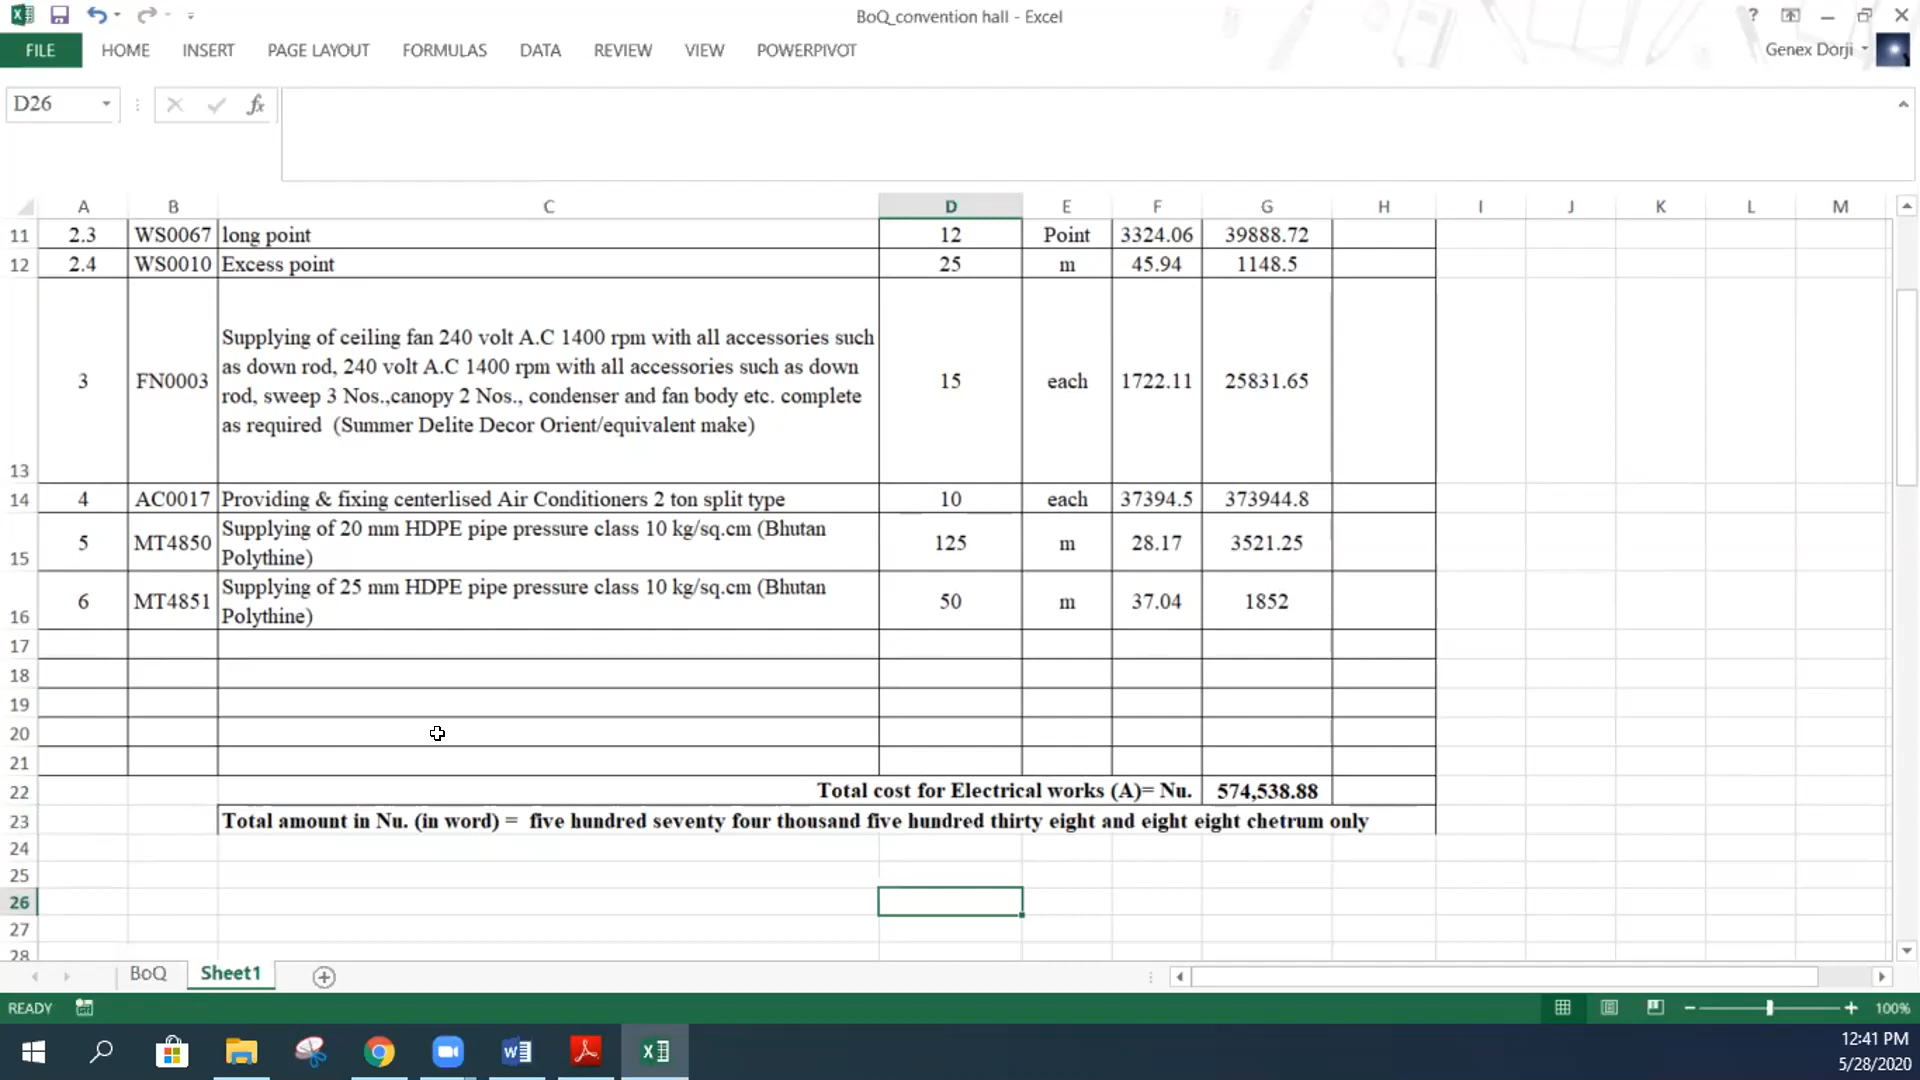 BoQ_convention hall - Excel
FILE HOME INSERT PAGE LAYOUT FORMULAS DATA REVIEW VIEW POWERPIVOT Genex Dorji
D26 fx
A B C D E F G H I J K L M
11 2.3 WS0067 long point 12 Point 3324.06 39888.72
12 2.4 WS0010 Excess point 25 m 45.94 1148.5
Supplying of ceiling fan 240 volt A.C 1400 rpm with all accessories such
as down rod, 240 volt A.C 1400 rpm with all accessories such as down
3 FN0003 15 each 1722.11 25831.65
rod, sweep 3 Nos.,canopy 2 Nos., condenser and fan body etc. complete
as required (Summer Delite Decor Orient/equivalent make)
13
14 4 AC0017 Providing & fixing centerlised Air Conditioners 2 ton split type 10 each 37394.5 373944.8
Supplying of 20 mm HDPE pipe pressure class 10 kg/sq.cm (Bhutan
5 MT4850 125 m 28.17 3521.25
15 Polythine)
Supplying of 25 mm HDPE pipe pressure class 10 kg/sq.cm (Bhutan
6 MT4851 50 m 37.04 1852
16 Polythine)
17
18
19
20
21
22 Total cost for Electrical works (A)= Nu. 574,538.88
23 Total amount in Nu. (in word) = five hundred seventy four thousand five hundred thirty eight and eight eight chetrum only
24
25
26
27
28
BoQ Sheet1
READY 100%
12:41 PM
5/28/2020